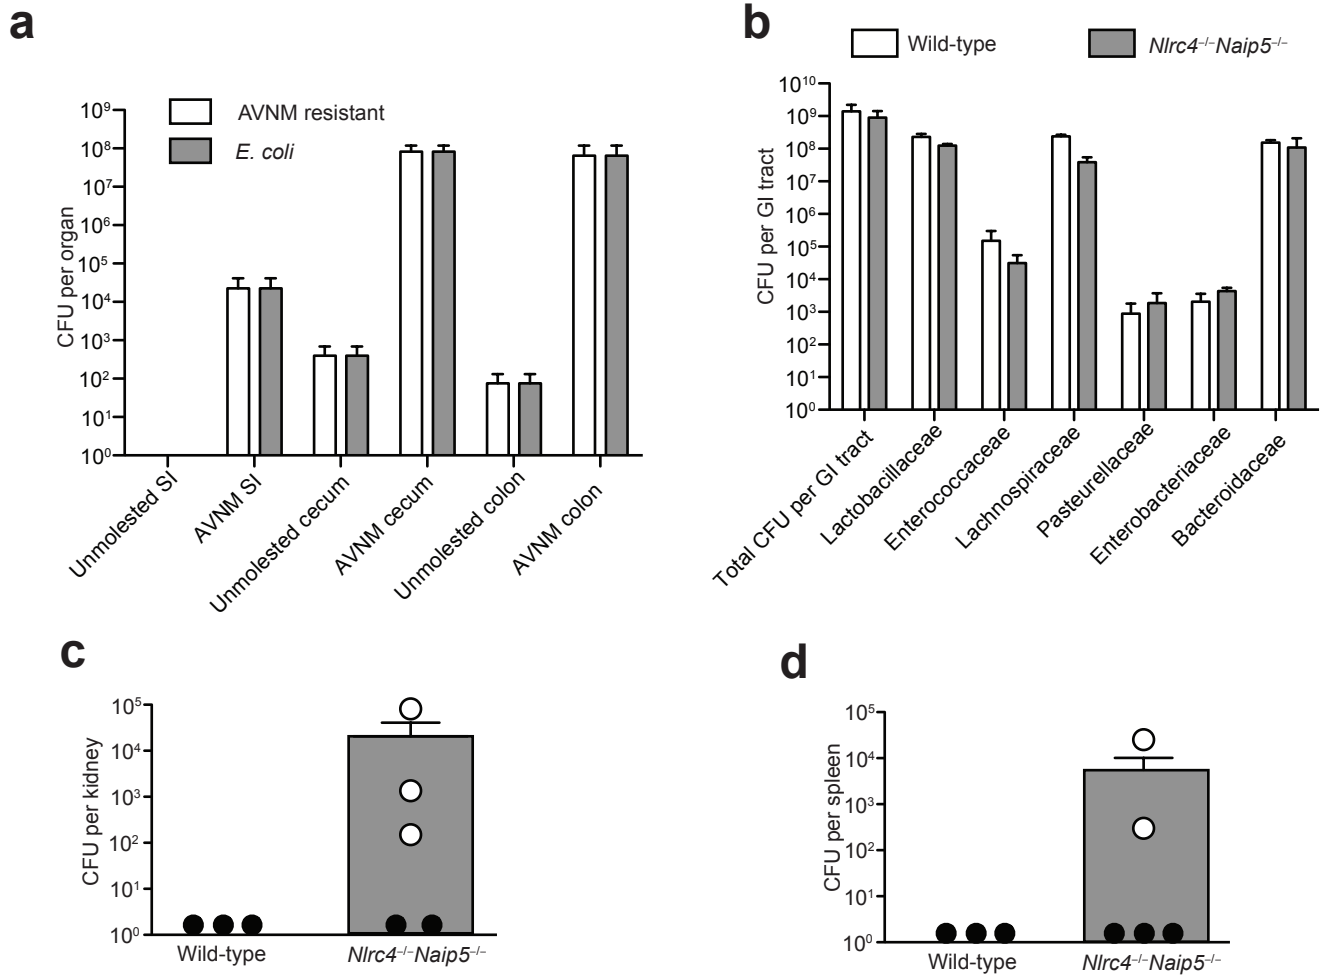 a
AVNM resistant
E. coli
CFU per organ
10⁹
10⁸
10⁷
10⁶
10⁵
10⁴
10³
10²
10¹
10⁰
Unmolested SI
AVNM SI
Unmolested cecum
AVNM cecum
Unmolested colon
AVNM colon
b
Wild-type
Nlrc4⁻/⁻Naip5⁻/⁻
CFU per GI tract
10¹⁰
10⁹
10⁸
10⁷
10⁶
10⁵
10⁴
10³
10²
10¹
10⁰
Total CFU per GI tract
Lactobacillaceae
Enterococcaceae
Lachnospiraceae
Pasteurellaceae
Enterobacteriaceae
Bacteroidaceae
c
CFU per kidney
10⁵
10⁴
10³
10²
10¹
10⁰
Wild-type
Nlrc4⁻/⁻Naip5⁻/⁻
d
CFU per spleen
10⁵
10⁴
10³
10²
10¹
10⁰
Wild-type
Nlrc4⁻/⁻Naip5⁻/⁻